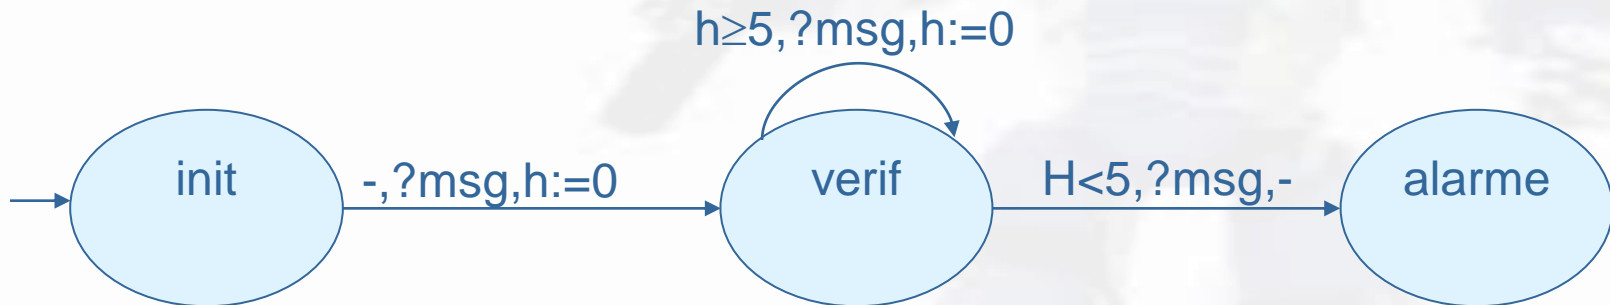 h≥5,?msg,h:=0
init
-,?msg,h:=0
verif
H<5,?msg,-
alarme